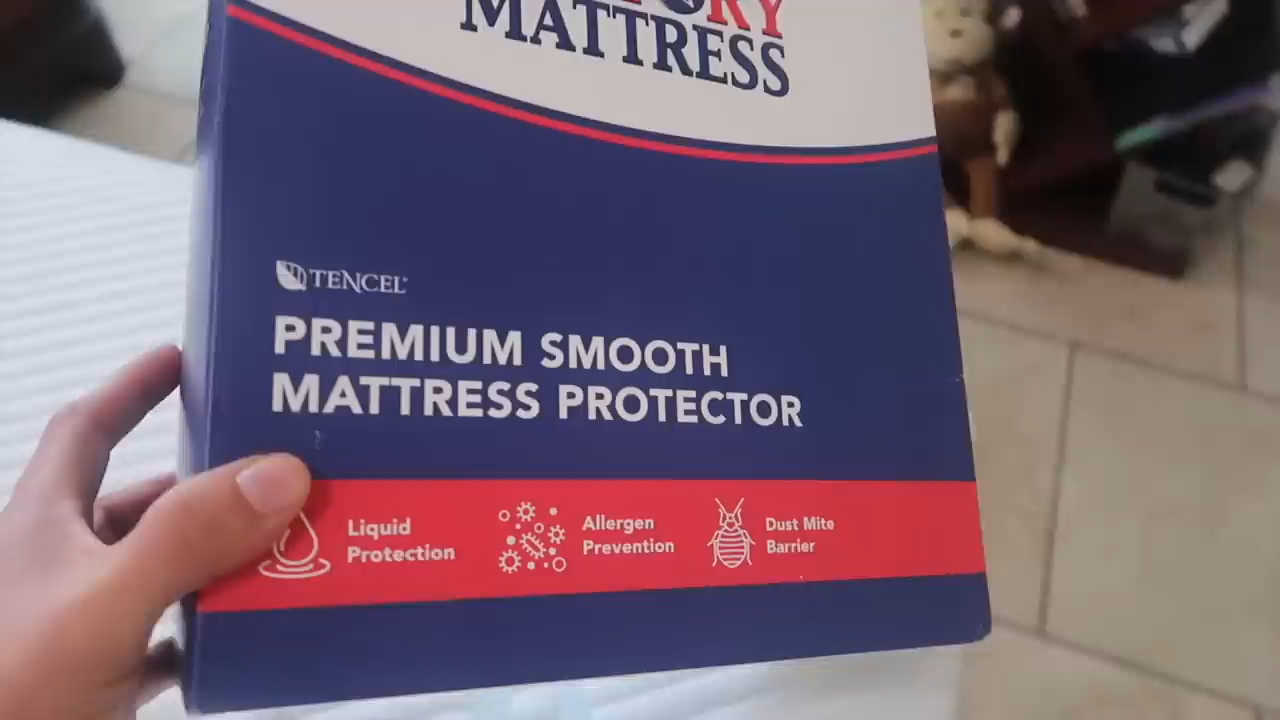 MATTRESS
TENCEL
PREMIUM SMOOTH
MATTRESS PROTECTOR
Liquid
Protection
Allergen
Prevention
Dust Mite
Barrier